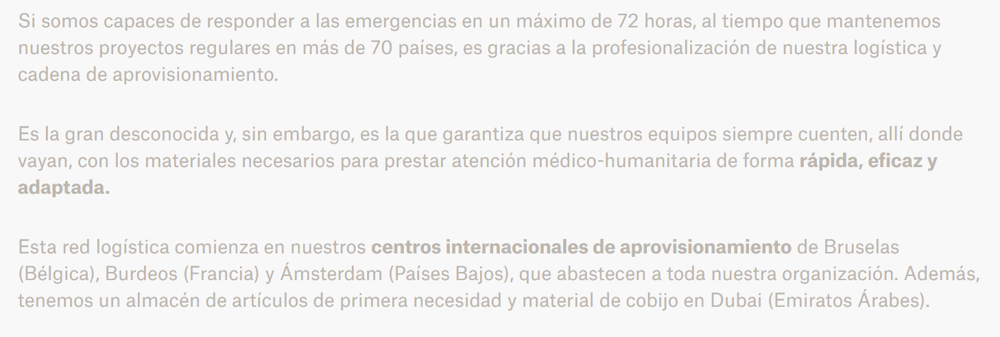 Si somos capaces de responder a las emergencias en un máximo de 72 horas, al tiempo que mantenemos
nuestros proyectos regulares en más de 70 países, es gracias a la profesionalización de nuestra logística y
cadena de aprovisionamiento.
Es la gran desconocida y, sin embargo, es la que garantiza que nuestros equipos siempre cuenten, allí donde
vayan, con los materiales necesarios para prestar atención médico-humanitaria de forma rápida, eficaz y
adaptada.
Esta red logística comienza en nuestros centros internacionales de aprovisionamiento de Bruselas
(Bélgica), Burdeos (Francia) y Ámsterdam (Países Bajos), que abastecen a toda nuestra organización. Además,
tenemos un almacén de artículos de primera necesidad y material de cobijo en Dubai (Emiratos Árabes).